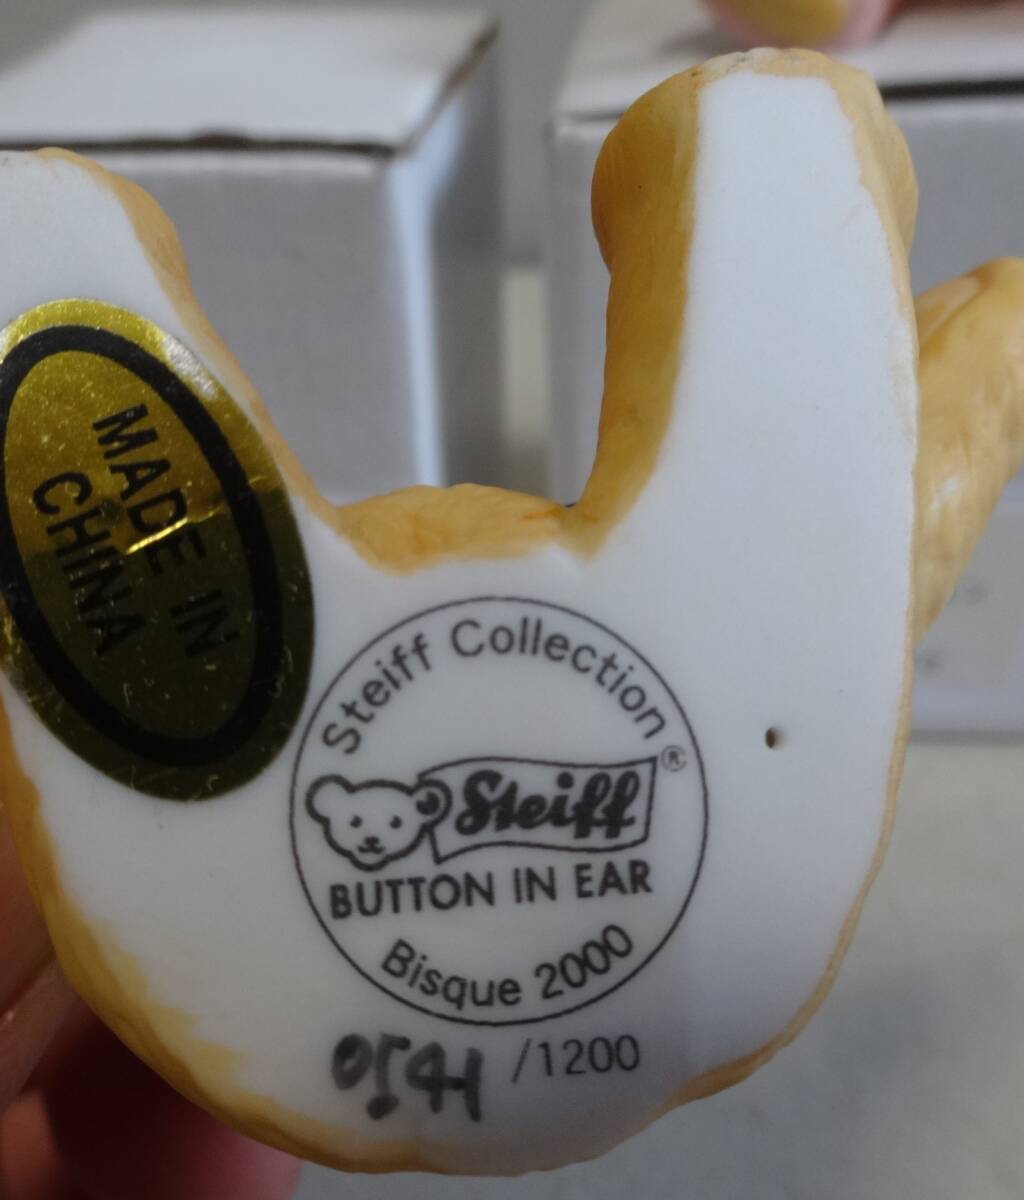 MADE IN
CHINA
Steiff Collection
Steiff ®
BUTTON IN EAR
Bisque 2000
0541 /1200